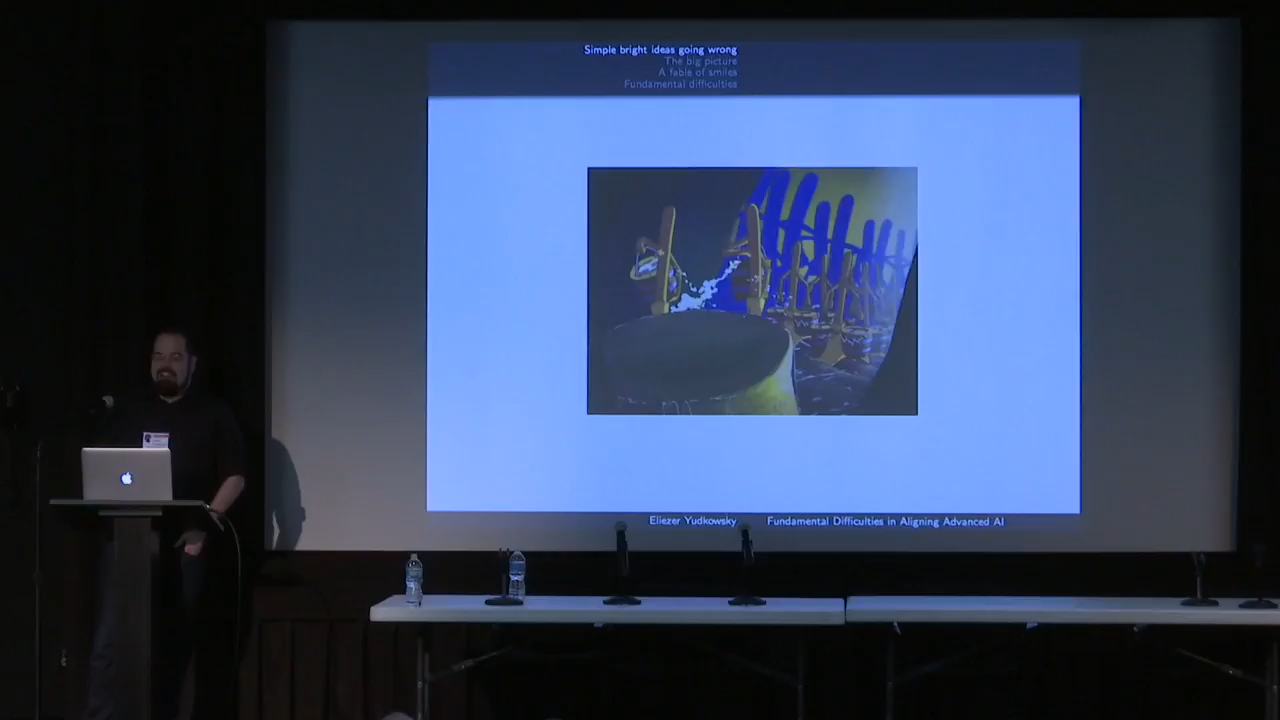 Simple bright ideas going wrong
The big picture
A fable of smiles
Fundamental difficulties
Eliezer Yudkowsky
Fundamental Difficulties in Aligning Advanced AI